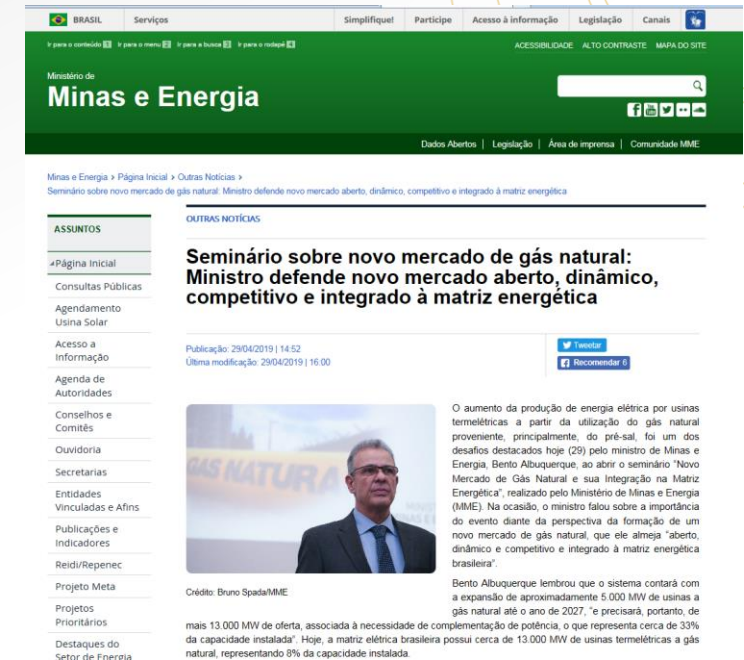 BRASIL Serviços Simplifique! Participe Acesso à informação Legislação Canais
Ir para o conteúdo 1 Ir para o menu 2 Ir para a busca 3 Ir para o rodapé 4 ACESSIBILIDADE ALTO CONTRASTE MAPA DO SITE
Ministério de
Minas e Energia
Dados Abertos | Legislação | Área de imprensa | Comunidade MME
Minas e Energia > Página Inicial > Outras Notícias >
Seminário sobre novo mercado de gás natural: Ministro defende novo mercado aberto, dinâmico, competitivo e integrado à matriz energética
ASSUNTOS
Página Inicial
Consultas Públicas
Agendamento
Usina Solar
Acesso a
Informação
Agenda de
Autoridades
Conselhos e
Comitês
Ouvidoria
Secretarias
Entidades
Vinculadas e Afins
Publicações e
Indicadores
Reidi/Repenec
Projeto Meta
Projetos
Prioritários
Destaques do
Setor de Energia
OUTRAS NOTÍCIAS
Seminário sobre novo mercado de gás natural:
Ministro defende novo mercado aberto, dinâmico,
competitivo e integrado à matriz energética
Publicação: 29/04/2019 | 14:52
Última modificação: 29/04/2019 | 16:00
Tweetar
Recomendar 6
GÁS NATURA
Crédito: Bruno Spada/MME
O aumento da produção de energia elétrica por usinas
termelétricas a partir da utilização do gás natural
proveniente, principalmente, do pré-sal, foi um dos
desafios destacados hoje (29) pelo ministro de Minas e
Energia, Bento Albuquerque, ao abrir o seminário "Novo
Mercado de Gás Natural e sua Integração na Matriz
Energética", realizado pelo Ministério de Minas e Energia
(MME). Na ocasião, o ministro falou sobre a importância
do evento diante da perspectiva da formação de um
novo mercado de gás natural, que ele almeja "aberto,
dinâmico e competitivo e integrado à matriz energética
brasileira".
Bento Albuquerque lembrou que o sistema contará com
a expansão de aproximadamente 5.000 MW de usinas a
gás natural até o ano de 2027, "e precisará, portanto, de
mais 13.000 MW de oferta, associada à necessidade de complementação de potência, o que representa cerca de 33%
da capacidade instalada". Hoje, a matriz elétrica brasileira possui cerca de 13.000 MW de usinas termelétricas a gás
natural, representando 8% da capacidade instalada.